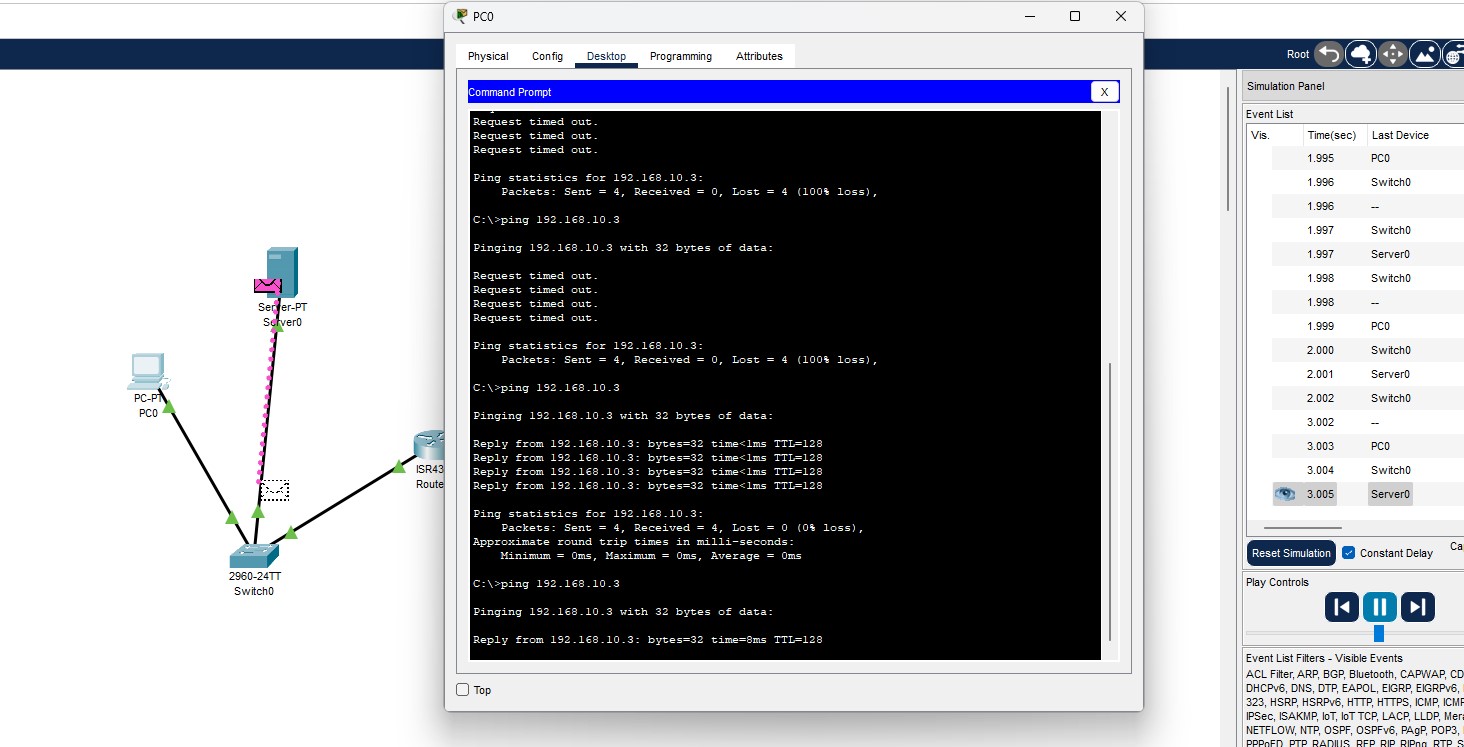 PC0
Physical Config Desktop Programming Attributes
Command Prompt
X
Request timed out.
Request timed out.
Request timed out.
Ping statistics for 192.168.10.3:
Packets: Sent = 4, Received = 0, Lost = 4 (100% loss),
C:\>ping 192.168.10.3
Pinging 192.168.10.3 with 32 bytes of data:
Request timed out.
Request timed out.
Request timed out.
Request timed out.
Ping statistics for 192.168.10.3:
Packets: Sent = 4, Received = 0, Lost = 4 (100% loss),
C:\>ping 192.168.10.3
Pinging 192.168.10.3 with 32 bytes of data:
Reply from 192.168.10.3: bytes=32 time<1ms TTL=128
Reply from 192.168.10.3: bytes=32 time<1ms TTL=128
Reply from 192.168.10.3: bytes=32 time<1ms TTL=128
Reply from 192.168.10.3: bytes=32 time<1ms TTL=128
Ping statistics for 192.168.10.3:
Packets: Sent = 4, Received = 4, Lost = 0 (0% loss),
Approximate round trip times in milli-seconds:
Minimum = 0ms, Maximum = 0ms, Average = 0ms
C:\>ping 192.168.10.3
Pinging 192.168.10.3 with 32 bytes of data:
Reply from 192.168.10.3: bytes=32 time=8ms TTL=128
Top
Server-PT
Server0
PC-PT
PC0
ISR43
Route
2960-24TT
Switch0
Root
Simulation Panel
Event List
Vis. Time(sec) Last Device
1.995 PC0
1.996 Switch0
1.996 --
1.997 Switch0
1.997 Server0
1.998 Switch0
1.998 --
1.999 PC0
2.000 Switch0
2.001 Server0
2.002 Switch0
3.002 --
3.003 PC0
3.004 Switch0
3.005 Server0
Reset Simulation Constant Delay Ca
Play Controls
Event List Filters - Visible Events
ACL Filter, ARP, BGP, Bluetooth, CAPWAP, CD
DHCPv6, DNS, DTP, EAPOL, EIGRP, EIGRPv6,
323, HSRP, HSRPv6, HTTP, HTTPS, ICMP, ICM
IPSec, ISAKMP, IoT, IoT TCP, LACP, LLDP, Mer
NETFLOW, NTP, OSPF, OSPFv6, PAgP, POP3,
PPPoED, PTP, RADIUS, REP, RIP, RIPng, RTP, S